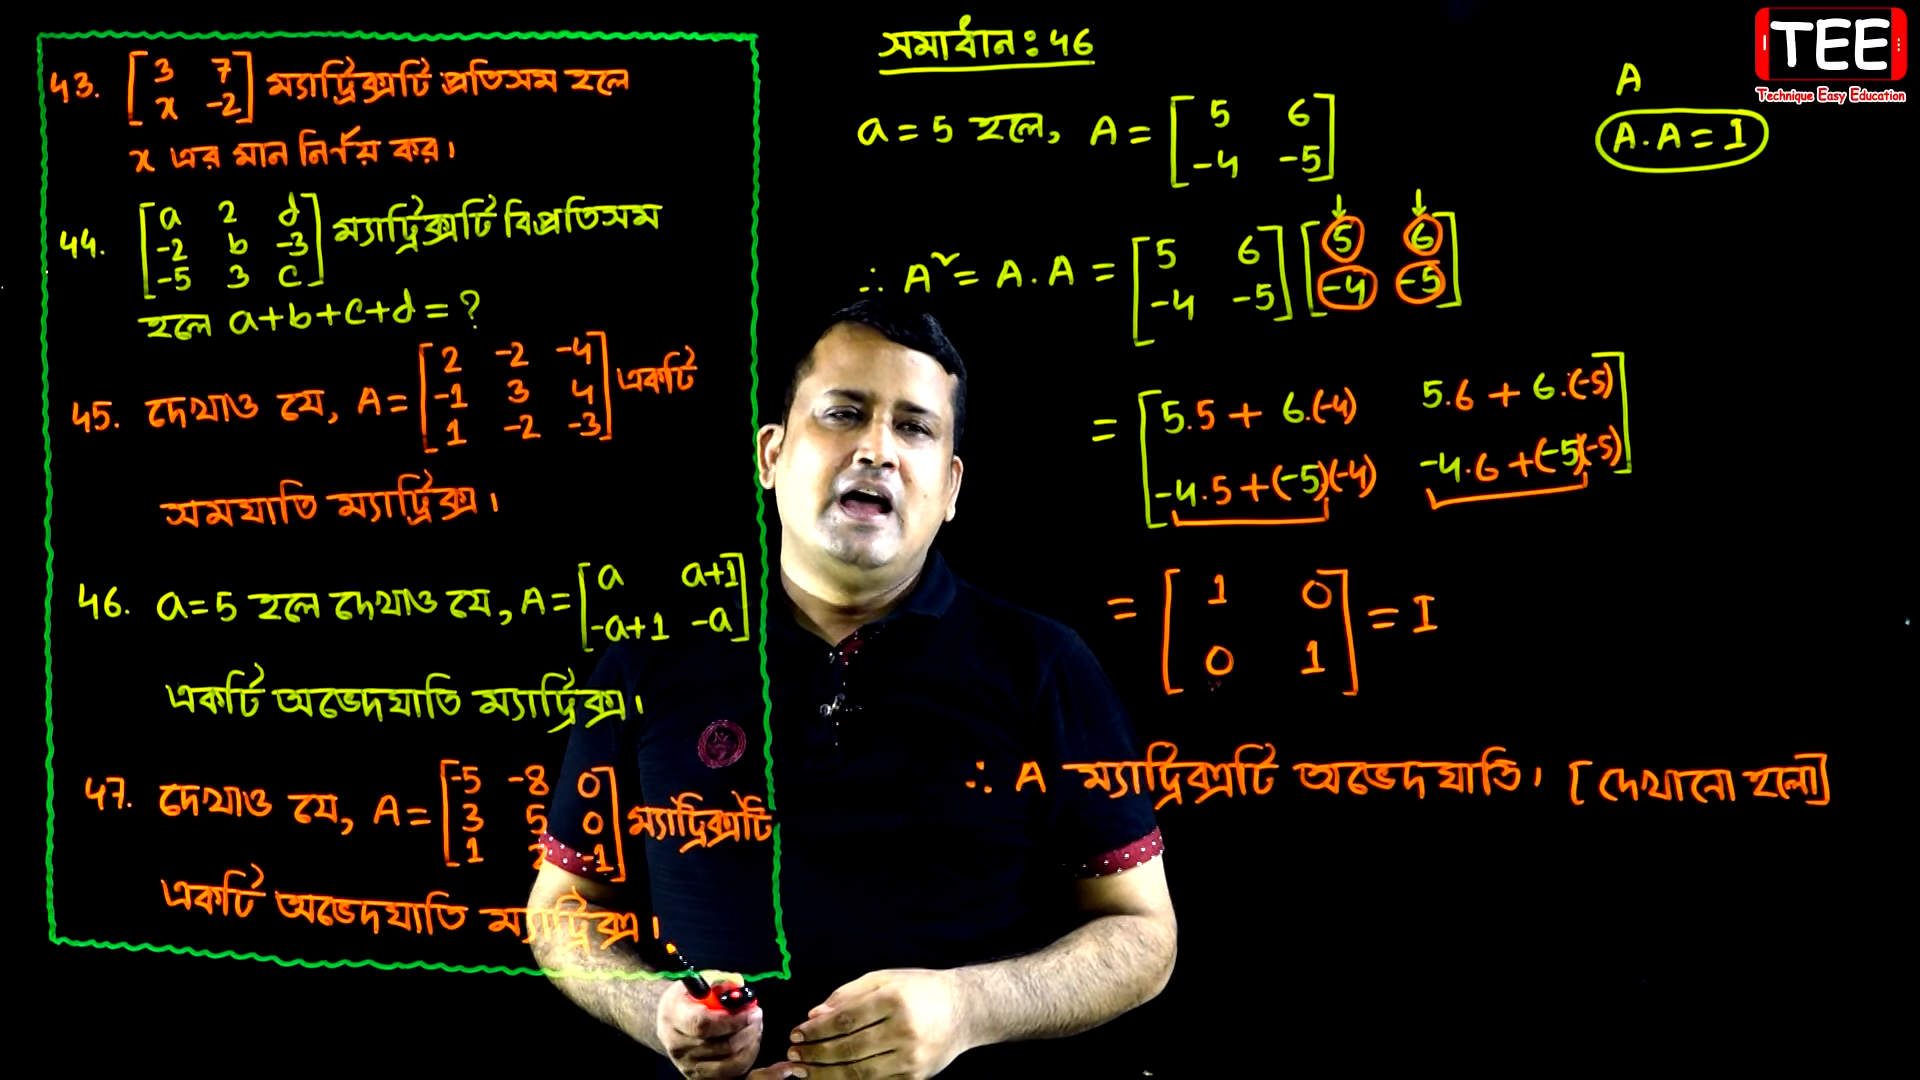 43. [3 7
x -2] ম্যাট্রিক্সটি প্রতিসম হলে
x এর মান নির্ণয় কর।
44. [a 2 d
-2 b -3
-5 3 c] ম্যাট্রিক্সটি বিপ্রতিসম
হলে a+b+c+d = ?
45. দেখাও যে, A = [2 -2 -4
-1 3 4
1 -2 -3] একটি
সমঘাতি ম্যাট্রিক্স।
46. a=5 হলে দেখাও যে, A = [a a+1
-a+1 -a]
একটি অভেদঘাতি ম্যাট্রিক্স।
47. দেখাও যে, A = [-5 -8 0
3 5 0
1 2 -1] ম্যাট্রিক্সটি
একটি অভেদঘাতি ম্যাট্রিক্স।
সমাধান: 46
a=5 হলে, A = [5 6
-4 -5]
∴ A² = A.A = [5 6
-4 -5] [5 6
-4 -5]
= [5.5 + 6.(-4) 5.6 + 6.(-5)
-4.5+(-5)(-4) -4.6+(-5)(-5)]
= [1 0
0 1] = I
∴ A ম্যাট্রিক্সটি অভেদঘাতি। [দেখানো হলো]
A
A.A = I
TEE
Technique Easy Education